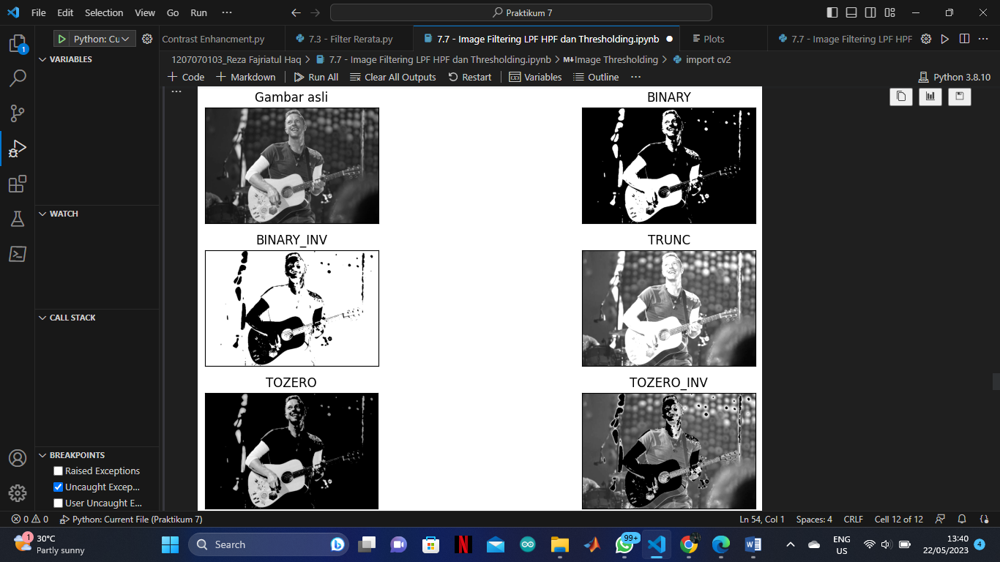 File Edit Selection View Go Run ··· Praktikum 7
Python: Cu
Contrast Enhancment.py 7.3 - Filter Rerata.py 7.7 - Image Filtering LPF HPF dan Thresholding.ipynb Plots 7.7 - Image Filtering LPF HPF
1
VARIABLES
1207070103_Reza Fajriatul Haq > 7.7 - Image Filtering LPF HPF dan Thresholding.ipynb > M↓Image Thresholding > import cv2
+ Code + Markdown Run All Clear All Outputs Restart Variables Outline ··· Python 3.8.10
Gambar asli BINARY
WATCH
BINARY_INV TRUNC
CALL STACK
TOZERO TOZERO_INV
BREAKPOINTS
Raised Exceptions
Uncaught Excep...
User Uncaught E...
0 0 Python: Current File (Praktikum 7) Ln 54, Col 1 Spaces: 4 CRLF Cell 12 of 12
1 30°C
Partly sunny
Search
N
99+
W
ENG
US
13:40
22/05/2023
4